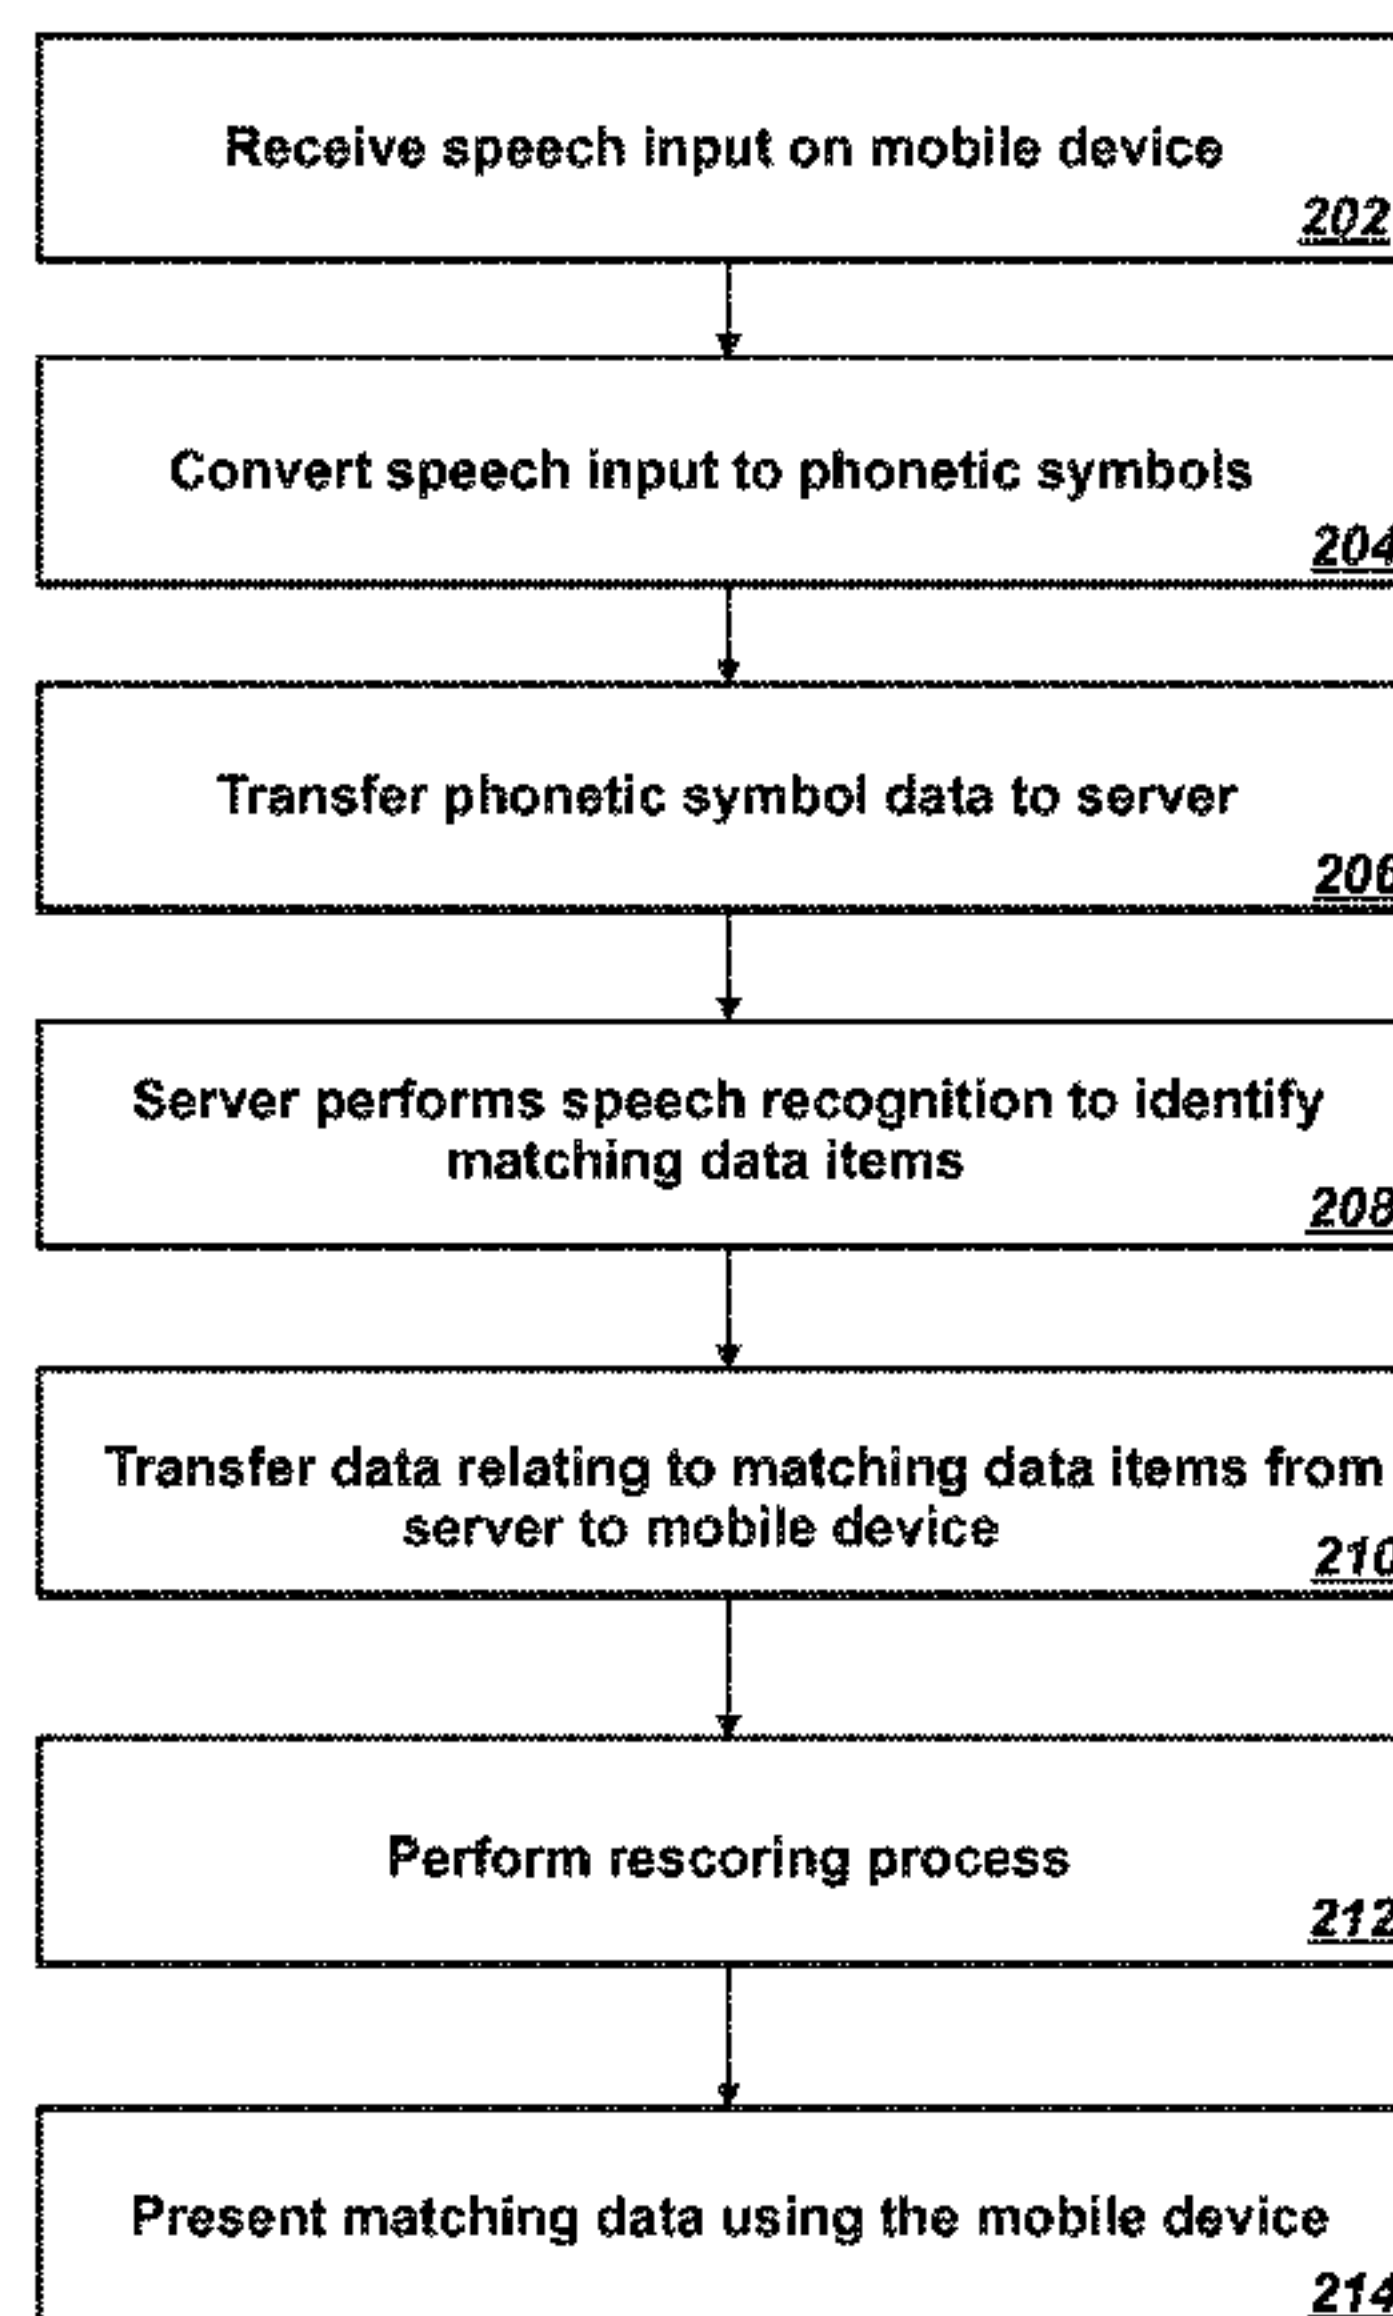 Receive speech input on mobile device
202
Convert speech input to phonetic symbols
204
Transfer phonetic symbol data to server
206
Server performs speech recognition to identify
matching data items
208
Transfer data relating to matching data items from
server to mobile device
210
Perform rescoring process
212
Present matching data using the mobile device
214